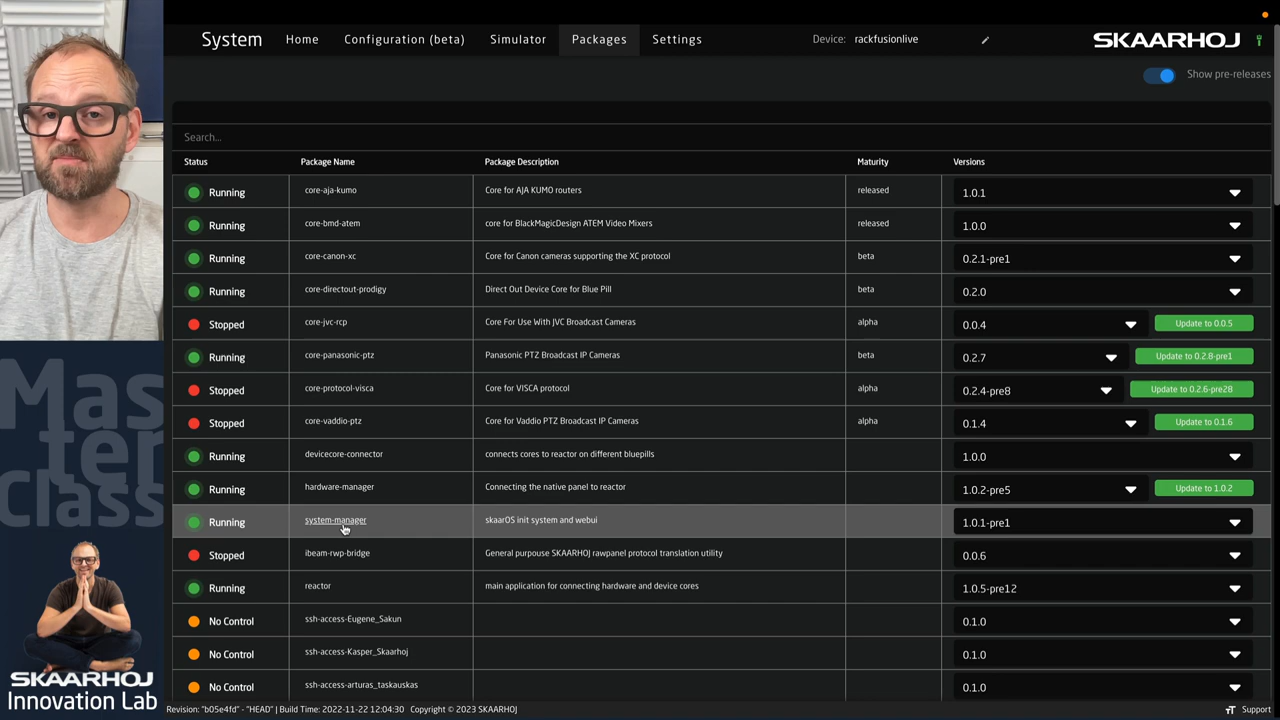 System Home Configuration (beta) Simulator Packages Settings Device: rackfusionlive SKAARHOJ
Show pre-releases
Search...
Status Package Name Package Description Maturity Versions
Running core-aja-kumo Core for AJA KUMO routers released 1.0.1
Running core-bmd-atem core for BlackMagicDesign ATEM Video Mixers released 1.0.0
Running core-canon-xc Core for Canon cameras supporting the XC protocol beta 0.2.1-pre1
Running core-directout-prodigy Direct Out Device Core for Blue Pill beta 0.2.0
Stopped core-jvc-rcp Core For Use With JVC Broadcast Cameras alpha 0.0.4 Update to 0.0.5
Running core-panasonic-ptz Panasonic PTZ Broadcast IP Cameras beta 0.2.7 Update to 0.2.8-pre1
Stopped core-protocol-visca Core for VISCA protocol alpha 0.2.4-pre8 Update to 0.2.6-pre28
Stopped core-vaddio-ptz Core for Vaddio PTZ Broadcast IP Cameras alpha 0.1.4 Update to 0.1.6
Running devicecore-connector connects cores to reactor on different bluepills 1.0.0
Running hardware-manager Connecting the native panel to reactor 1.0.2-pre5 Update to 1.0.2
Running system-manager skaarOS init system and webui 1.0.1-pre1
Stopped ibeam-rwp-bridge General purpouse SKAARHOJ rawpanel protocol translation utility 0.0.6
Running reactor main application for connecting hardware and device cores 1.0.5-pre12
No Control ssh-access-Eugene_Sakun 0.1.0
No Control ssh-access-Kasper_Skaarhoj 0.1.0
No Control ssh-access-arturas_taskauskas 0.1.0
Revision: "b05e4fd" - "HEAD" | Build Time: 2022-11-22 12:04:30 Copyright © 2023 SKAARHOJ Support
Mas
ter
Class
SKAARHOJ
Innovation Lab